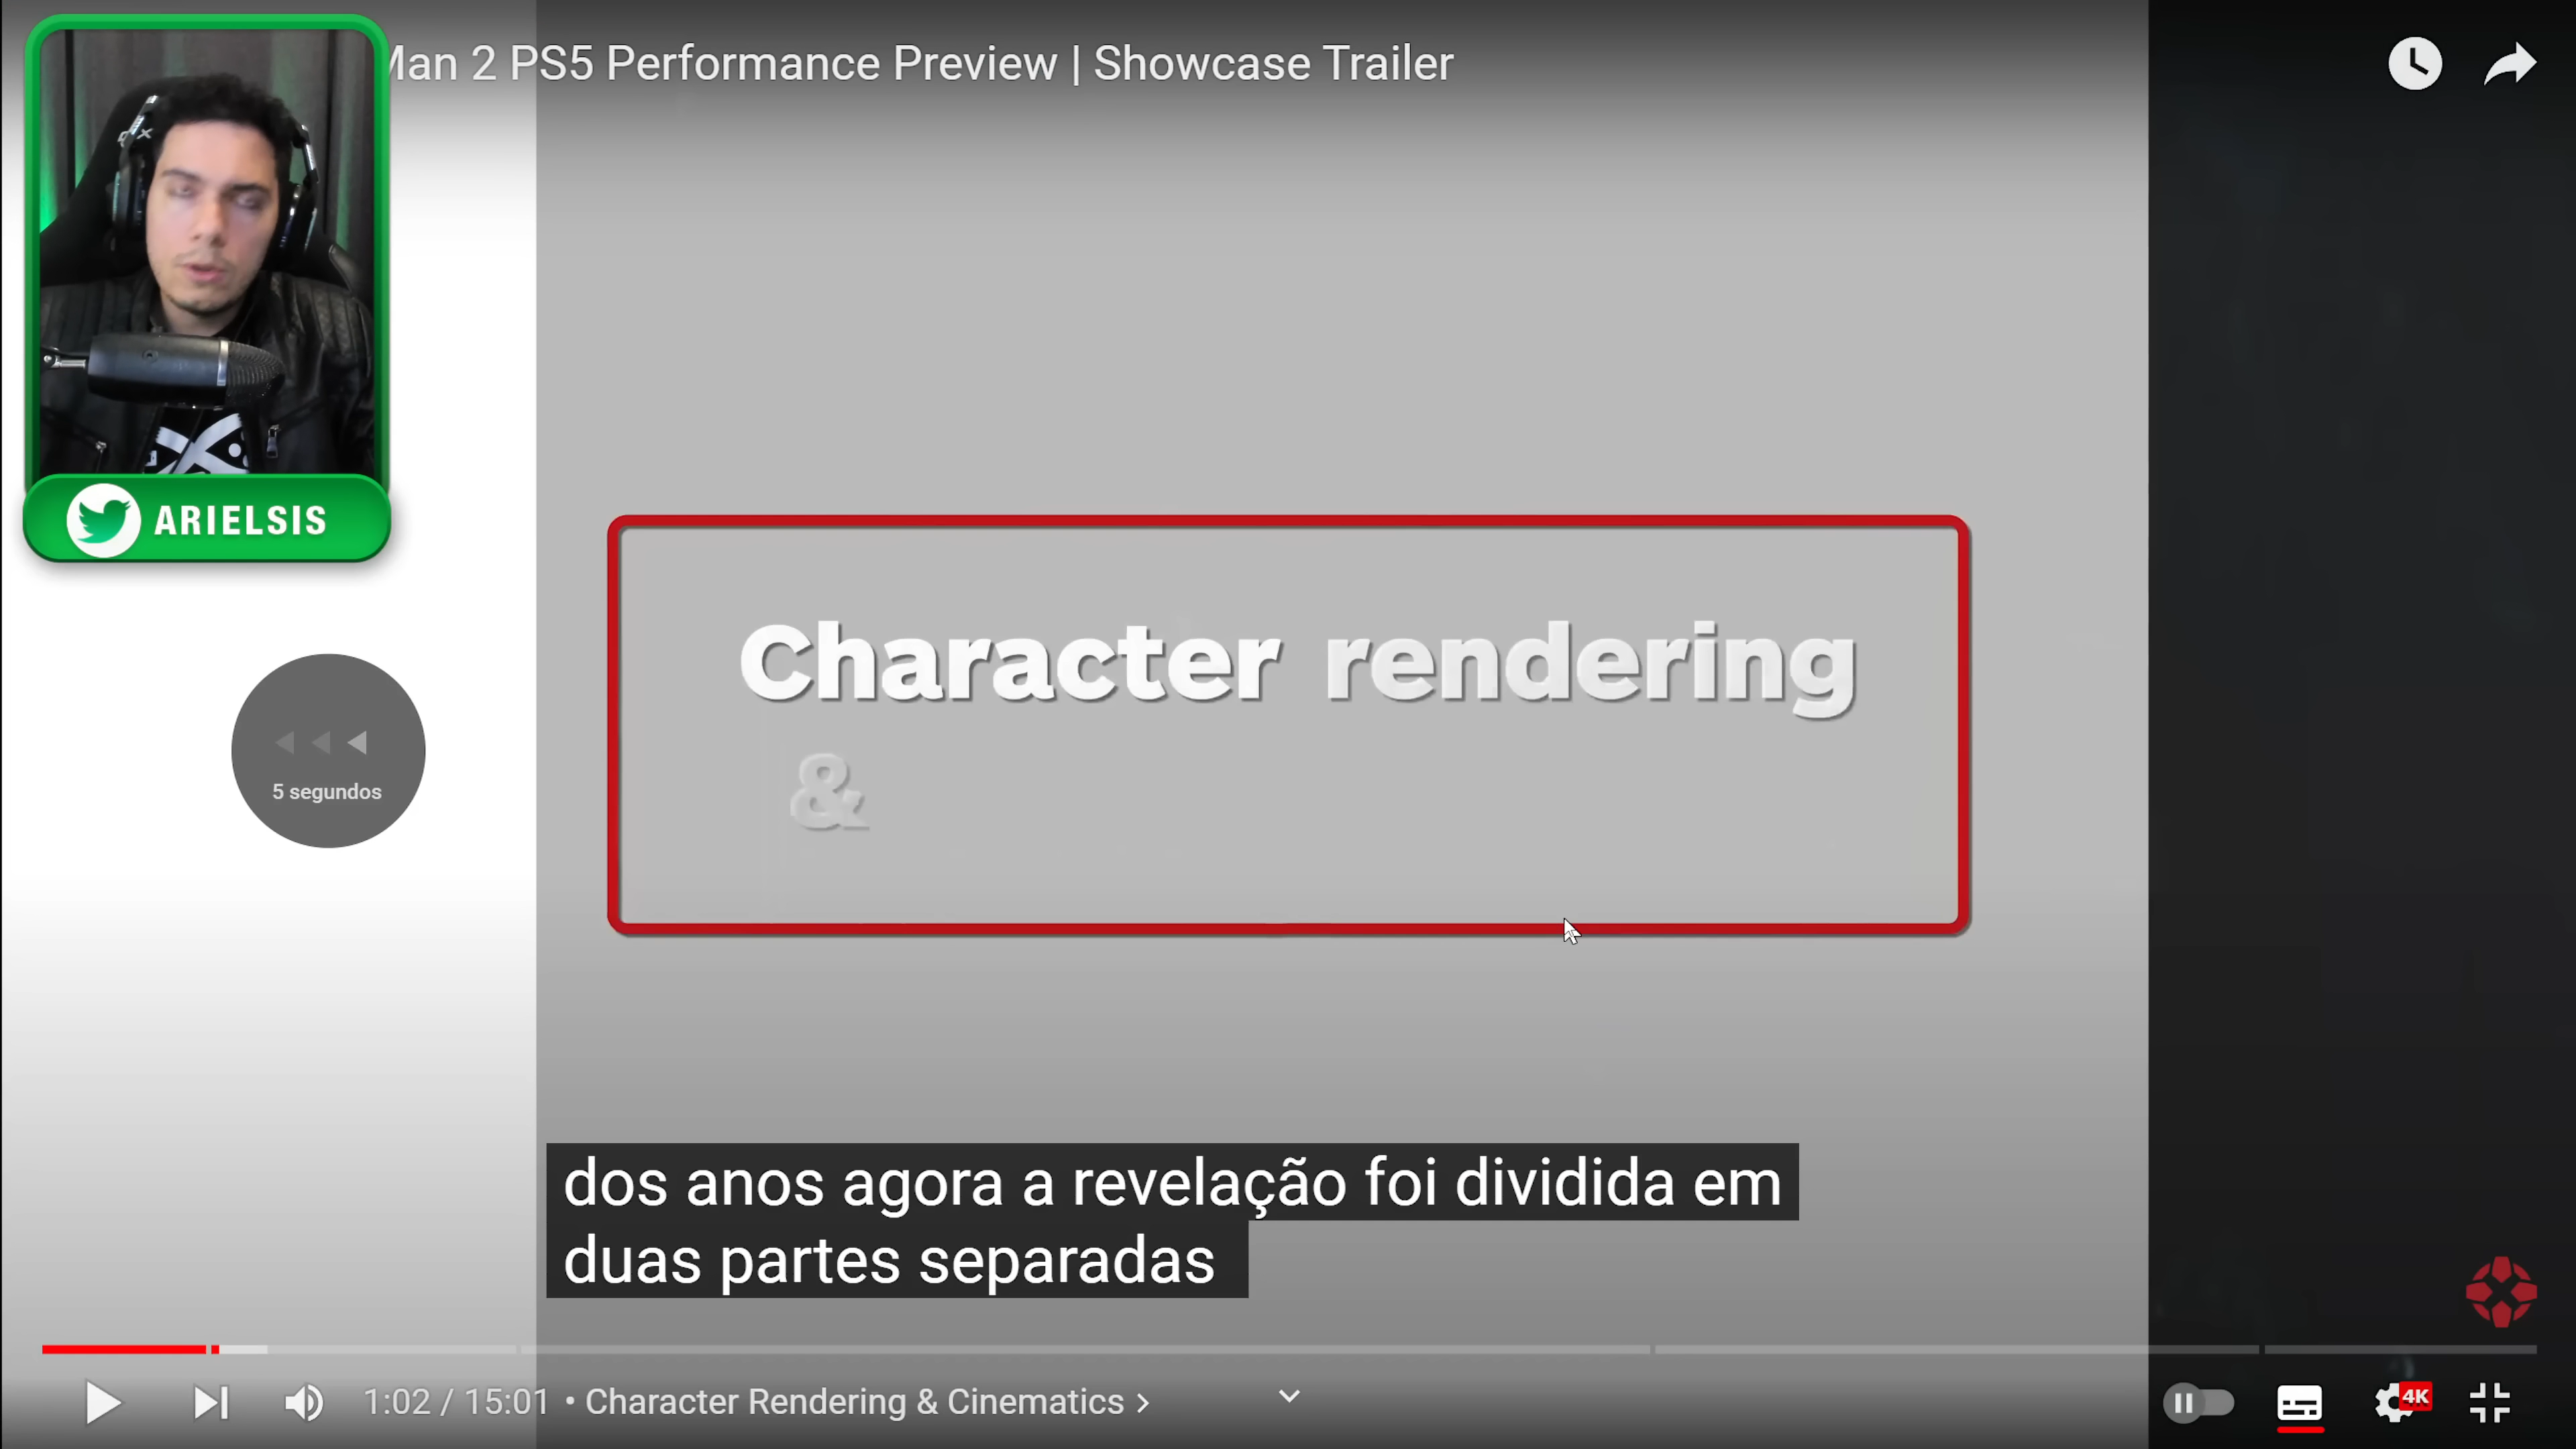 Man 2 PS5 Performance Preview | Showcase Trailer
ARIELSIS
Character rendering
&
5 segundos
dos anos agora a revelação foi dividida em
duas partes separadas
1:02 / 15:01 • Character Rendering & Cinematics >
4K